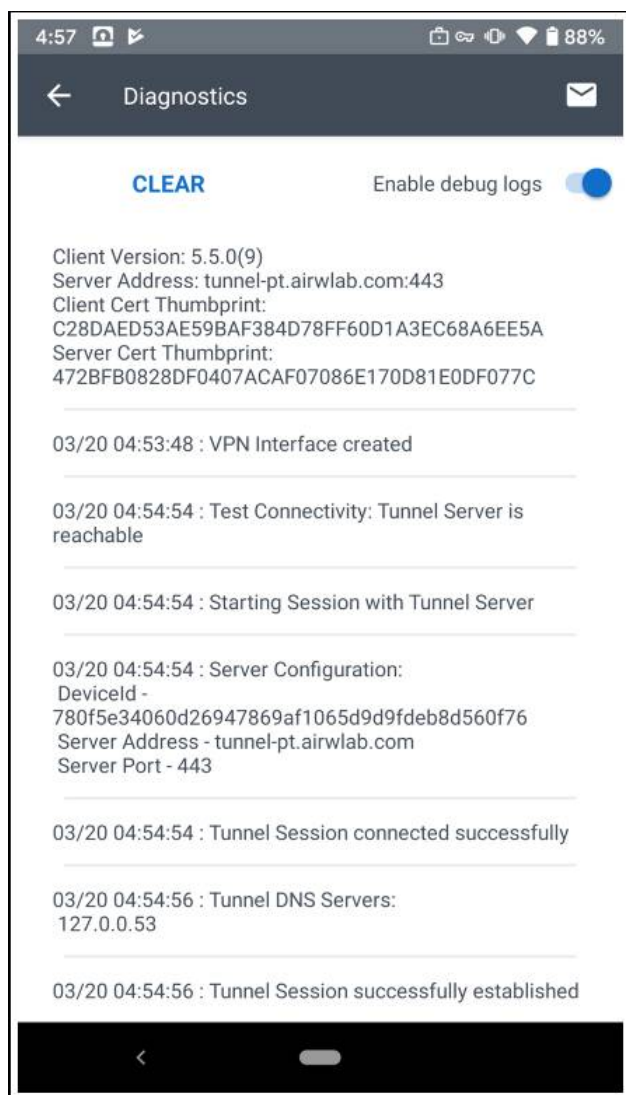 4:57 88%
Diagnostics
CLEAR Enable debug logs
Client Version: 5.5.0(9)
Server Address: tunnel-pt.airwlab.com:443
Client Cert Thumbprint:
C28DAED53AE59BAF384D78FF60D1A3EC68A6EE5A
Server Cert Thumbprint:
472BFB0828DF0407ACAF07086E170D81E0DF077C
03/20 04:53:48 : VPN Interface created
03/20 04:54:54 : Test Connectivity: Tunnel Server is
reachable
03/20 04:54:54 : Starting Session with Tunnel Server
03/20 04:54:54 : Server Configuration:
DeviceId -
780f5e34060d26947869af1065d9d9fdeb8d560f76
Server Address - tunnel-pt.airwlab.com
Server Port - 443
03/20 04:54:54 : Tunnel Session connected successfully
03/20 04:54:56 : Tunnel DNS Servers:
127.0.0.53
03/20 04:54:56 : Tunnel Session successfully established